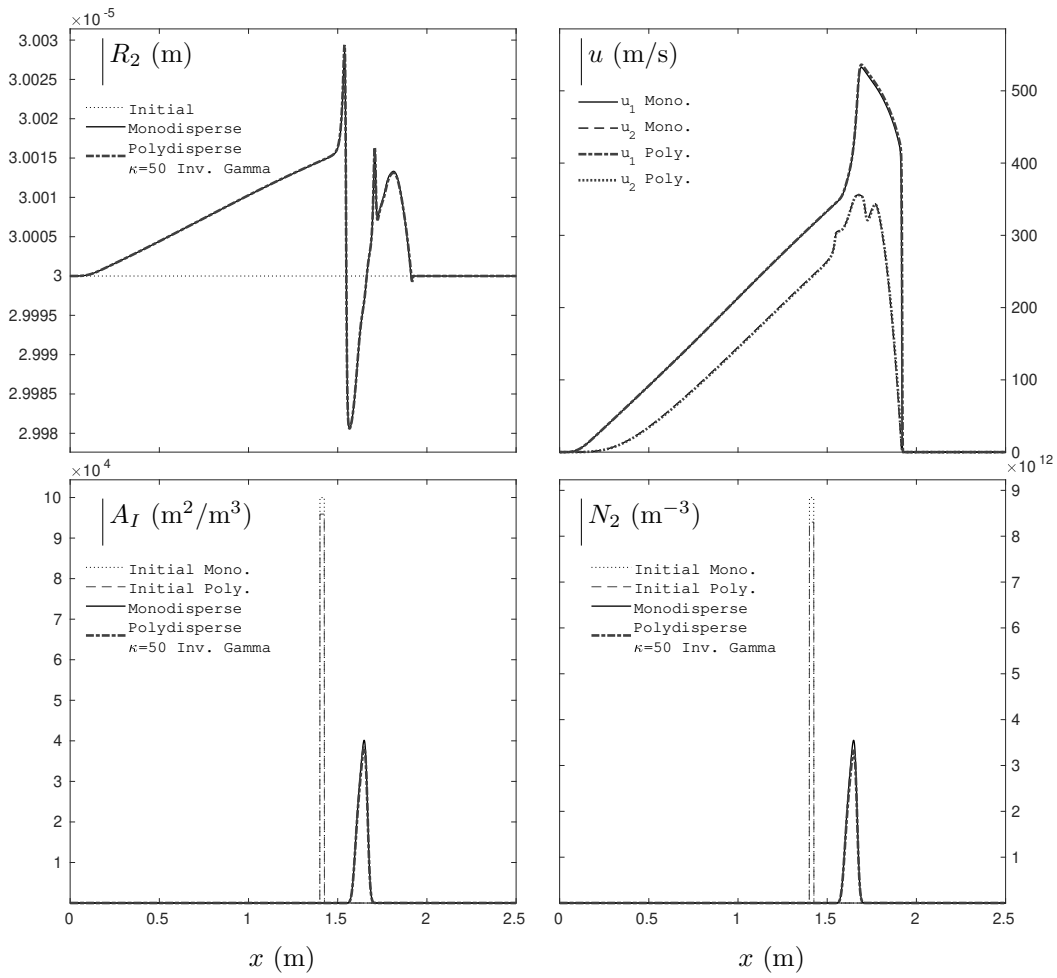 ×10⁻⁵
R₂ (m)
3.003
3.0025
3.002
3.0015
3.001
3.0005
3
2.9995
2.999
2.9985
2.998
Initial
Monodisperse
Polydisperse
κ=50 Inv. Gamma
u (m/s)
u₁ Mono.
u₂ Mono.
u₁ Poly.
u₂ Poly.
500
400
300
200
100
0
×10⁴
A_I (m²/m³)
10
9
8
7
6
5
4
3
2
1
Initial Mono.
Initial Poly.
Monodisperse
Polydisperse
κ=50 Inv. Gamma
0 0.5 1 1.5 2 2.5
x (m)
×10¹²
N₂ (m⁻³)
Initial Mono.
Initial Poly.
Monodisperse
Polydisperse
κ=50 Inv. Gamma
9
8
7
6
5
4
3
2
1
0 0.5 1 1.5 2 2.5
x (m)